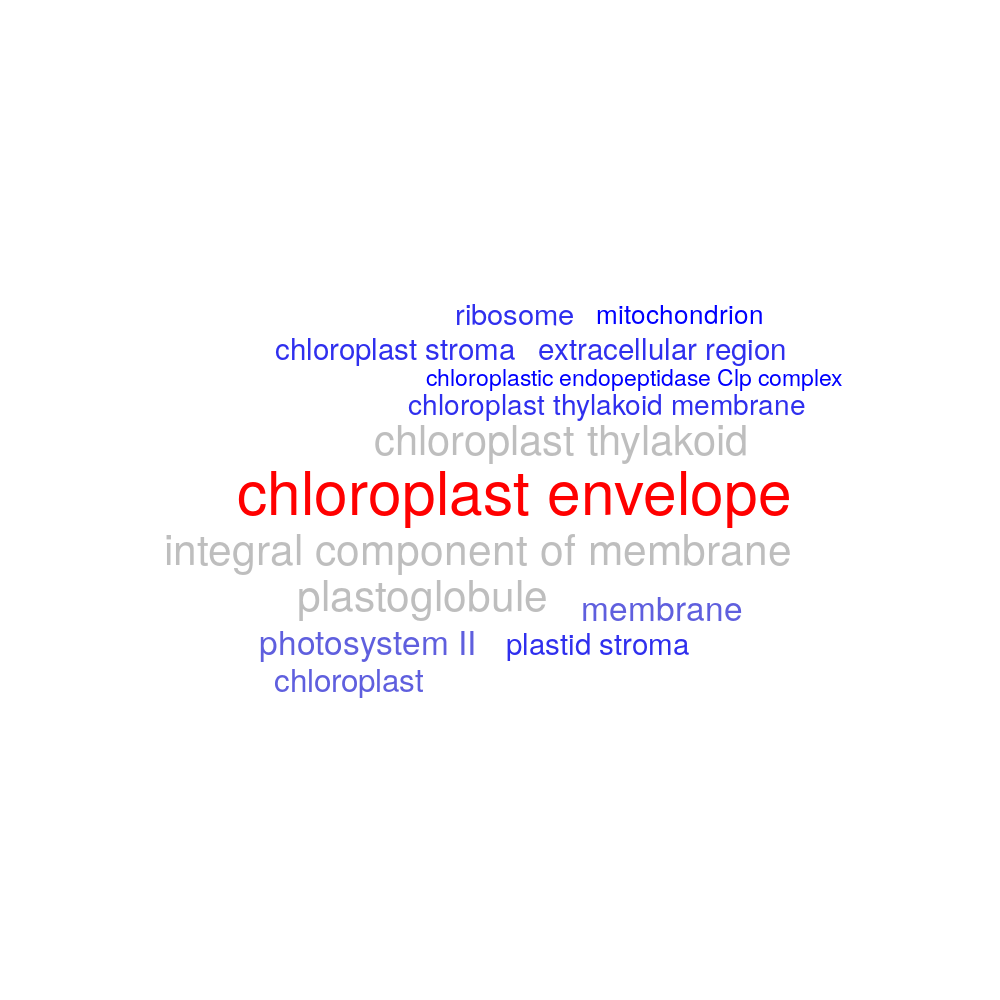 ribosome mitochondrion
chloroplast stroma extracellular region
chloroplastic endopeptidase Clp complex
chloroplast thylakoid membrane
chloroplast thylakoid
chloroplast envelope
integral component of membrane
plastoglobule membrane
photosystem II plastid stroma
chloroplast